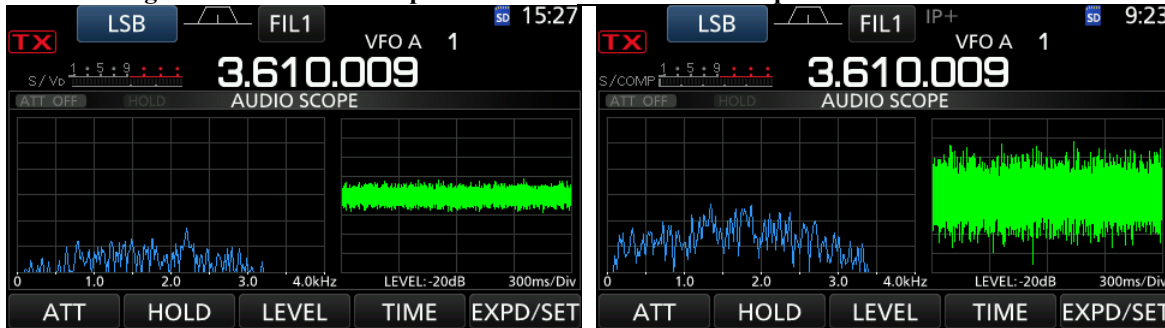 LSB FIL1 SD 15:27
TX VFO A 1
1 5 9
S/VD 3.610.009
ATT OFF HOLD AUDIO SCOPE
0 1.0 2.0 3.0 4.0kHz LEVEL:-20dB 300ms/Div
ATT HOLD LEVEL TIME EXPD/SET
LSB FIL1 IP+ SD 9:23
TX VFO A 1
1 5 9
S/COMP 3.610.009
ATT OFF HOLD AUDIO SCOPE
0 1.0 2.0 3.0 4.0kHz LEVEL:-20dB 300ms/Div
ATT HOLD LEVEL TIME EXPD/SET